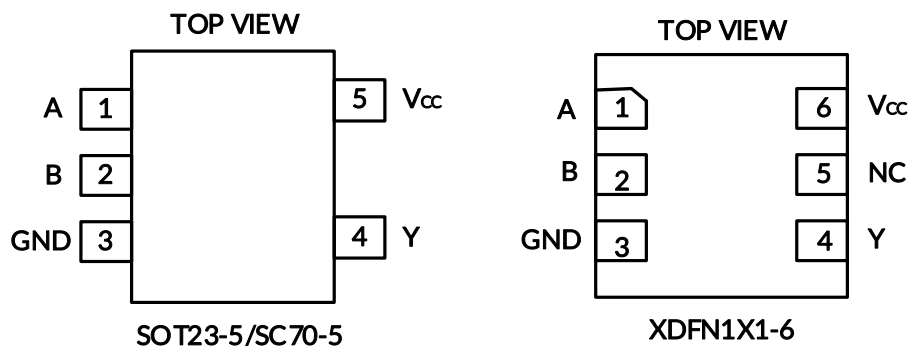 TOP VIEW
A 1
5 Vcc
B 2
GND 3
4 Y
SOT23-5/SC70-5
TOP VIEW
A 1
6 Vcc
B 2
5 NC
GND 3
4 Y
XDFN1X1-6